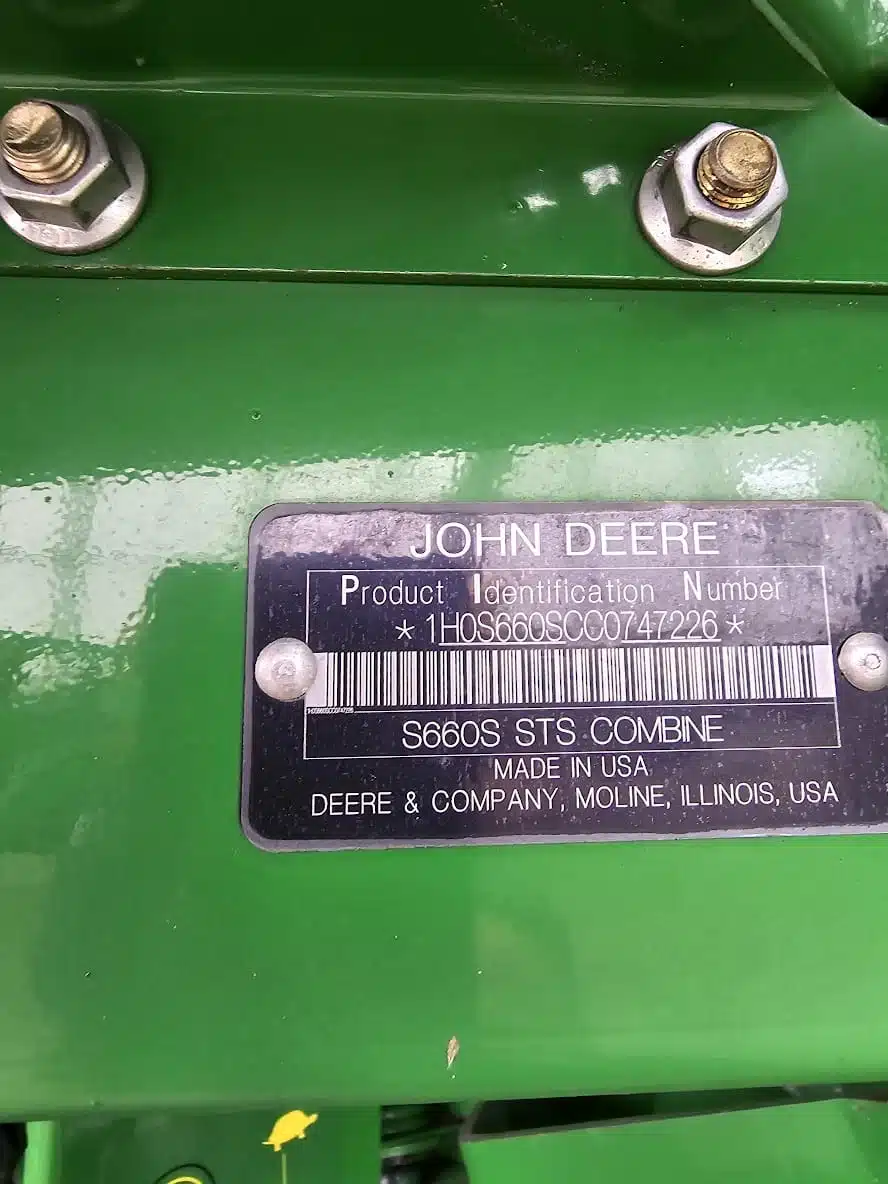 JOHN DEERE
Product Identification Number
*1H0S660SCC0747226*
S660S STS COMBINE
MADE IN USA
DEERE & COMPANY, MOLINE, ILLINOIS, USA